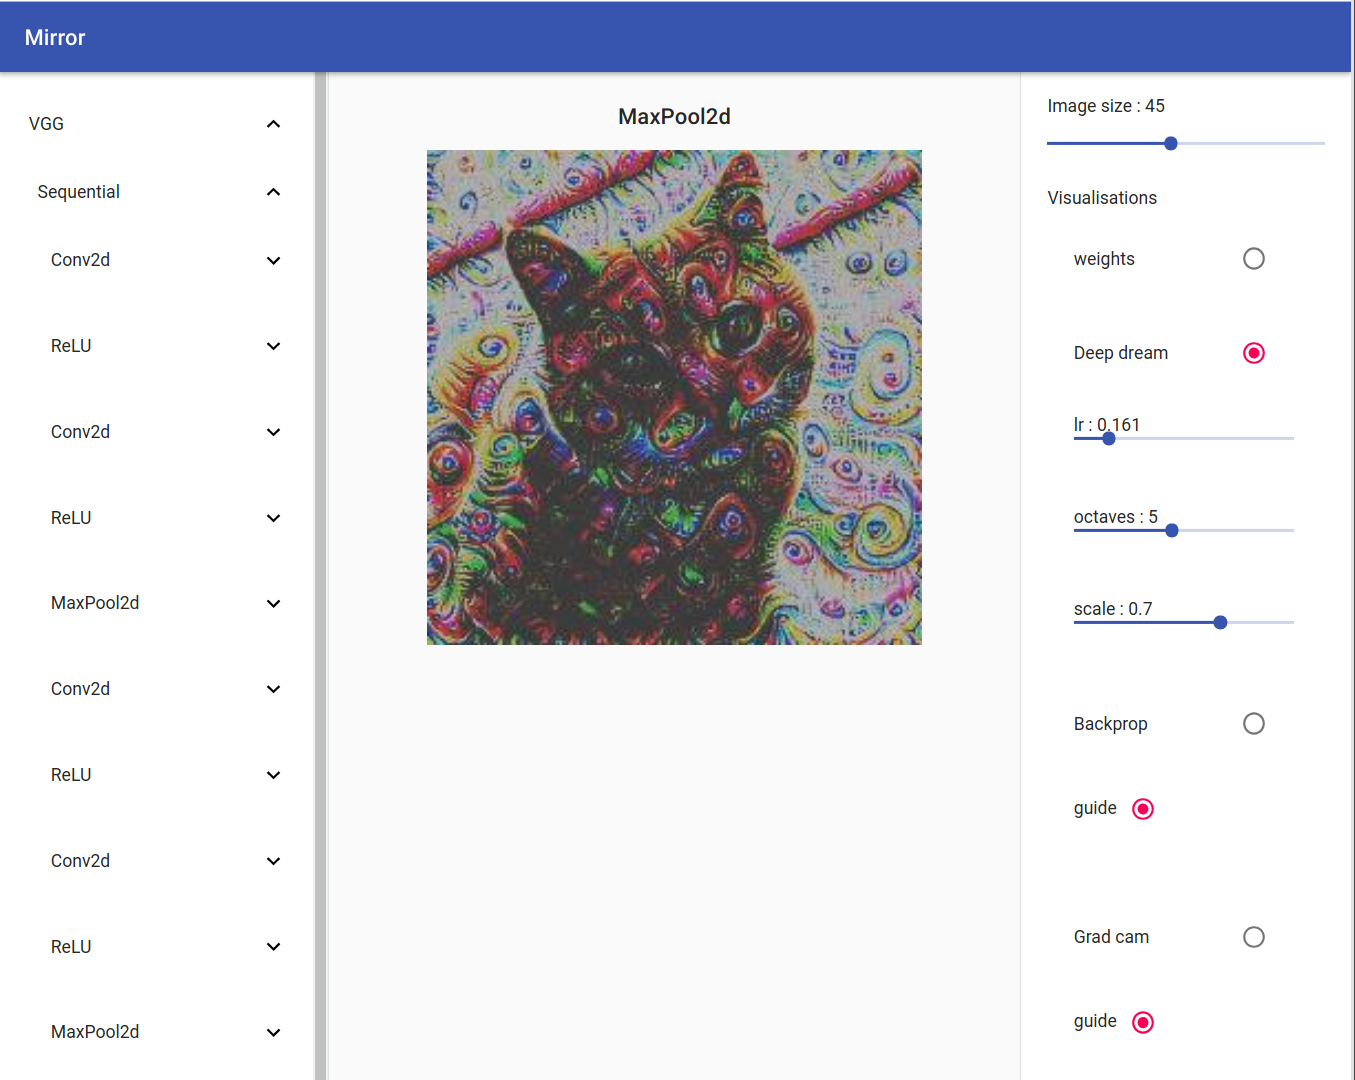 Mirror
VGG
Sequential
Conv2d
ReLU
Conv2d
ReLU
MaxPool2d
Conv2d
ReLU
Conv2d
ReLU
MaxPool2d
MaxPool2d
Image size : 45
Visualisations
weights
Deep dream
lr : 0.161
octaves : 5
scale : 0.7
Backprop
guide
Grad cam
guide